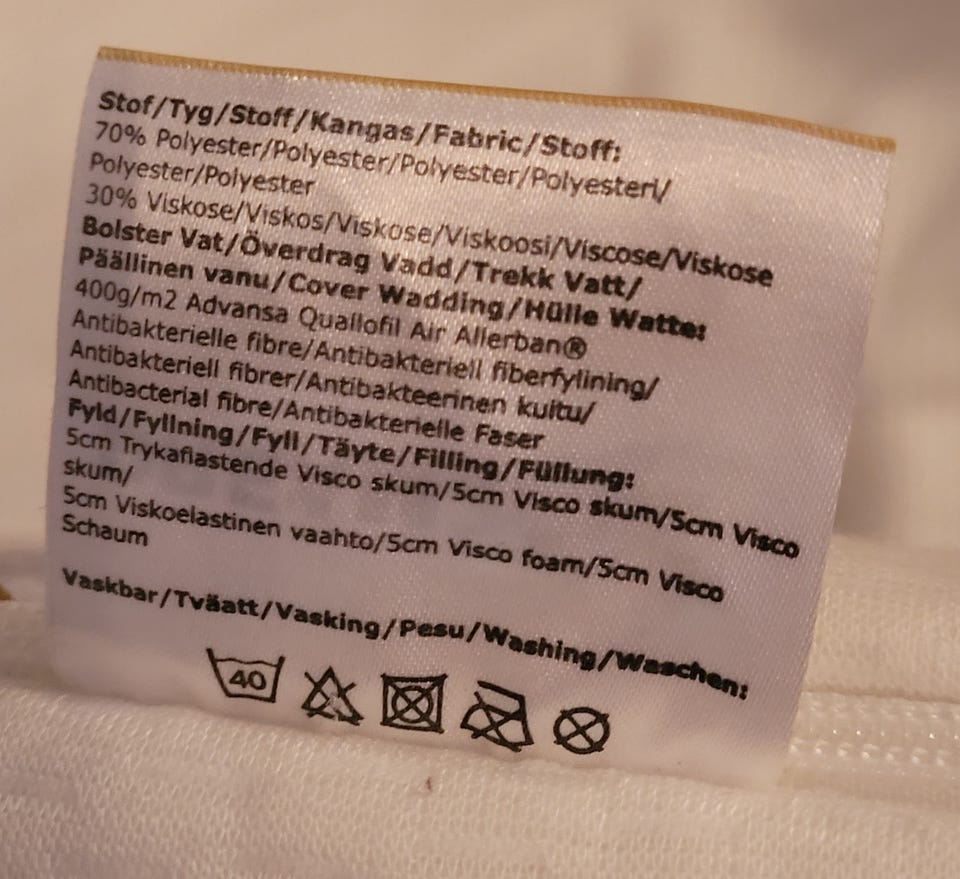 Stof/Tyg/Stoff/Kangas/Fabric/Stoff:
70% Polyester/Polyester/Polyester/Polyesteri/
Polyester/Polyester
30% Viskose/Viskos/Viskose/Viskoosi/Viscose/Viskose
Bolster Vat/Överdrag Vadd/Trekk Vatt/
Päällinen vanu/Cover Wadding/Hülle Watte:
400g/m2 Advansa Quallofil Air Allerban®
Antibakterielle fibre/Antibakteriell fiberfylining/
Antibakteriell fibrer/Antibakteerinen kuitu/
Antibacterial fibre/Antibakterielle Faser
Fyld/Fyllning/Fyll/Täyte/Filling/Füllung:
5cm Trykaflastende Visco skum/5cm Visco skum/5cm Visco
skum/
5cm Viskoelastinen vaahto/5cm Visco foam/5cm Visco
Schaum
Vaskbar/Tväatt/Vasking/Pesu/Washing/Waschen:
40